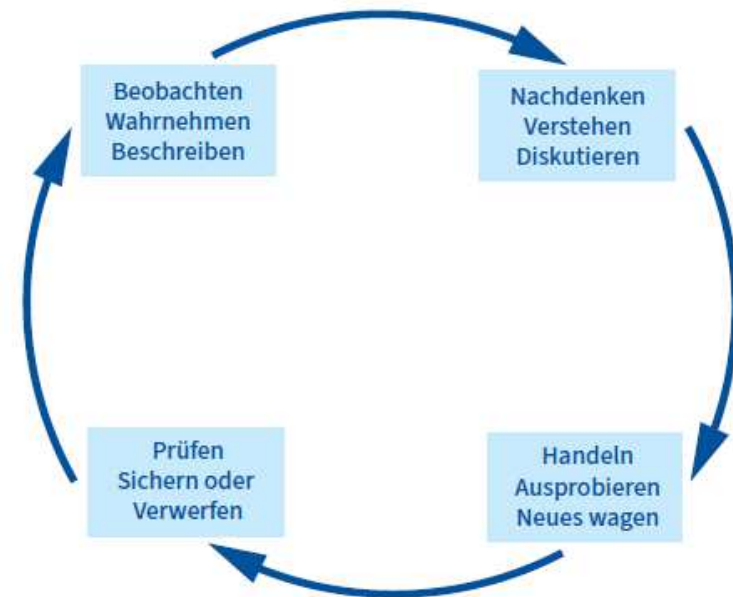 Beobachten
Wahrnehmen
Beschreiben
Nachdenken
Verstehen
Diskutieren
Handeln
Ausprobieren
Neues wagen
Prüfen
Sichern oder
Verwerfen